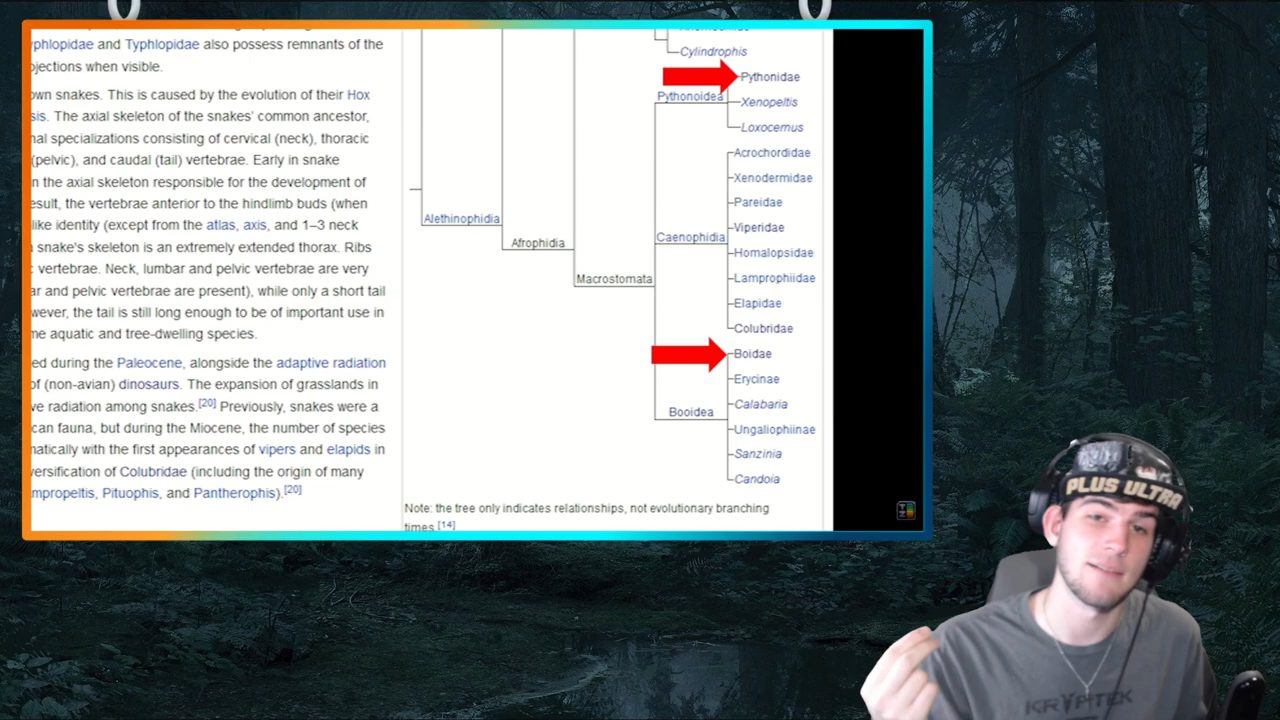 yphlopidae and Typhlopidae also possess remnants of the
ojections when visible.
own snakes. This is caused by the evolution of their Hox
sis. The axial skeleton of the snakes' common ancestor,
nal specializations consisting of cervical (neck), thoracic
(pelvic), and caudal (tail) vertebrae. Early in snake
n the axial skeleton responsible for the development of
esult, the vertebrae anterior to the hindlimb buds (when
like identity (except from the atlas, axis, and 1–3 neck
snake's skeleton is an extremely extended thorax. Ribs
c vertebrae. Neck, lumbar and pelvic vertebrae are very
ar and pelvic vertebrae are present), while only a short tail
wever, the tail is still long enough to be of important use in
me aquatic and tree-dwelling species.
ed during the Paleocene, alongside the adaptive radiation
of (non-avian) dinosaurs. The expansion of grasslands in
ve radiation among snakes.[20] Previously, snakes were a
can fauna, but during the Miocene, the number of species
matically with the first appearances of vipers and elapids in
versification of Colubridae (including the origin of many
mpropeltis, Pituophis, and Pantherophis).[20]
Cylindrophis
Pythonidae
Pythonoidea
Xenopeltis
Loxocemus
Acrochordidae
Xenodermidae
Pareidae
Alethinophidia
Viperidae
Caenophidia
Afrophidia
Homalopsidae
Macrostomata
Lamprophiidae
Elapidae
Colubridae
Boidae
Erycinae
Calabaria
Booidea
Ungaliophiinae
Sanzinia
Candoia
Note: the tree only indicates relationships, not evolutionary branching
times.[14]
PLUS ULTRA
KRYPTEK